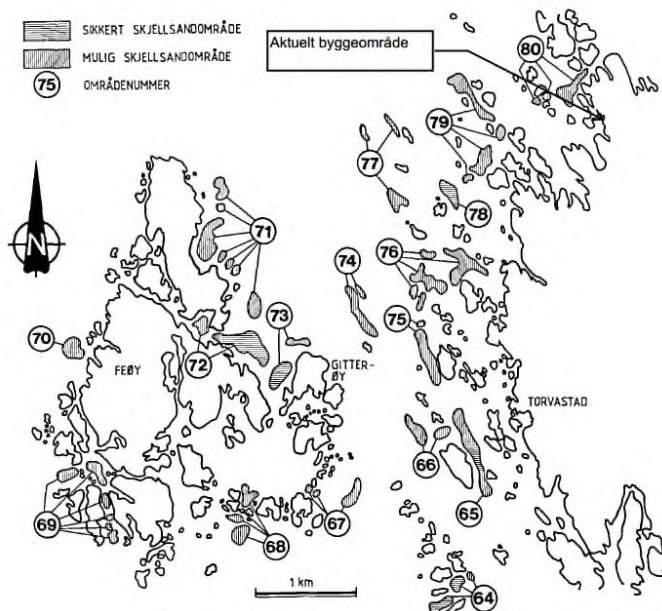 SIKKERT SKJELLSANDOMRÅDE
MULIG SKJELLSANDOMRÅDE
75 OMRÅDENUMMER
Aktuelt byggeområde
80
79
77
78
71
N
74
76
73
75
70
72
FEØY
GITTER-
ØY
TORVASTAD
66
65
69
67
68
1 km
64